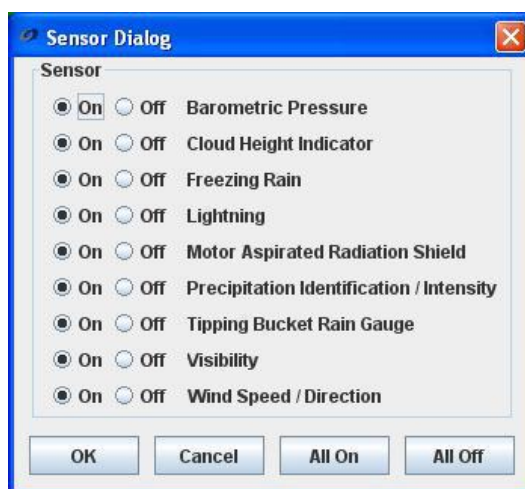 Sensor Dialog
Sensor
On Off Barometric Pressure
On Off Cloud Height Indicator
On Off Freezing Rain
On Off Lightning
On Off Motor Aspirated Radiation Shield
On Off Precipitation Identification / Intensity
On Off Tipping Bucket Rain Gauge
On Off Visibility
On Off Wind Speed / Direction
OK Cancel All On All Off